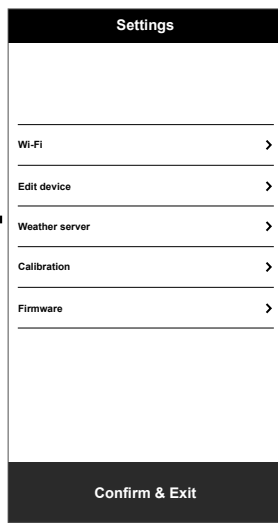 Settings
Wi-Fi
Edit device
Weather server
Calibration
Firmware
Confirm & Exit